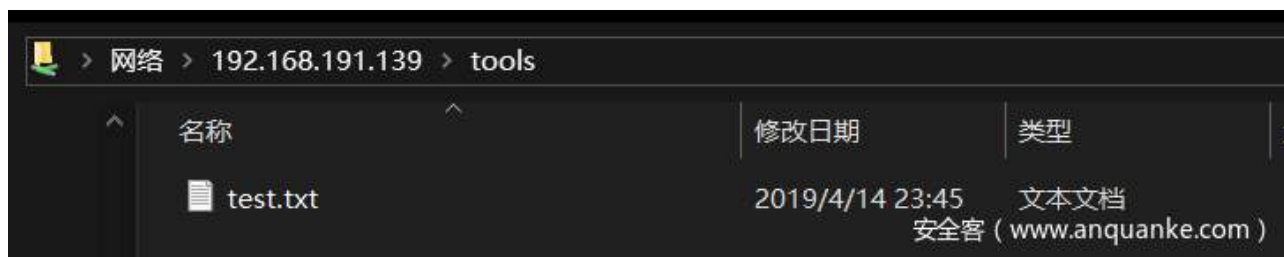 网络 > 192.168.191.139 > tools
名称 修改日期 类型
test.txt 2019/4/14 23:45 文本文档
安全客（www.anquanke.com）